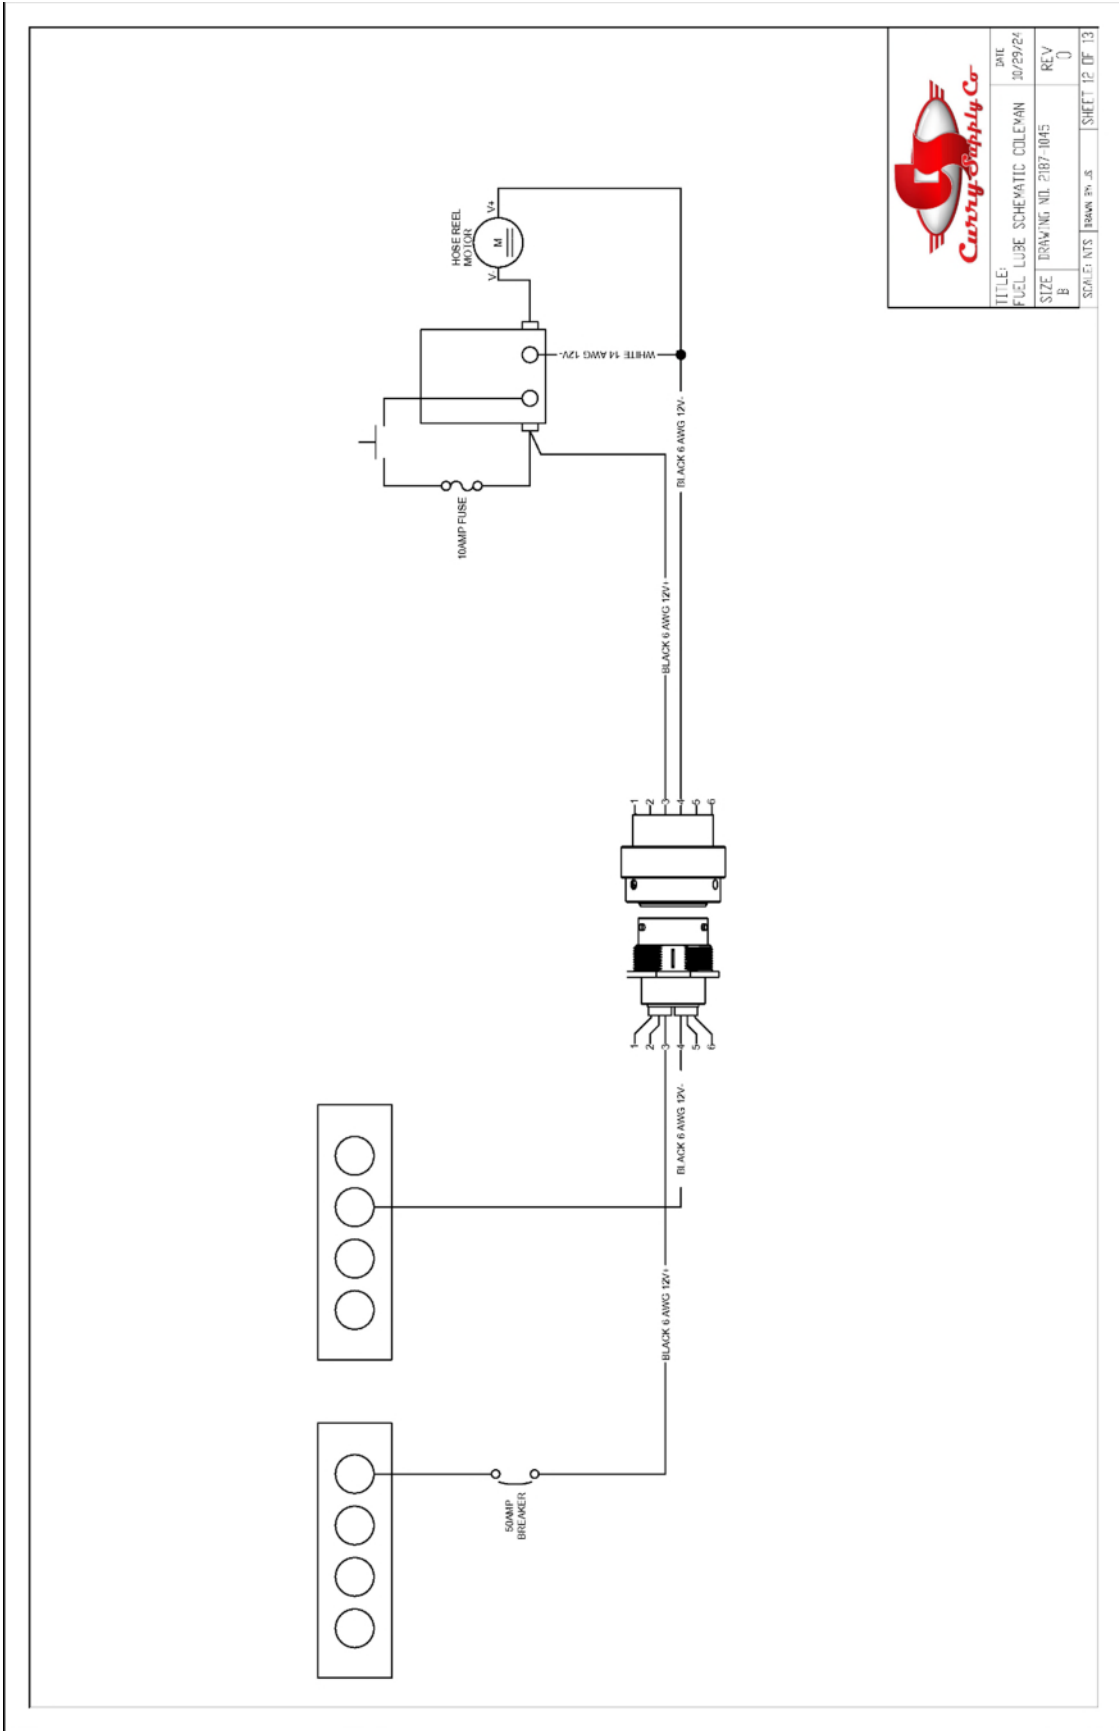 50AMP
BREAKER
BLACK 6 AWG 12V+
BLACK 6 AWG 12V-
1
2
3
4
5
6
1
2
3
4
5
6
BLACK 6 AWG 12V+
BLACK 6 AWG 12V-
10AMP FUSE
WHITE 14 AWG 12V-
HOSE REEL
MOTOR
V-
M
V+
Curry Supply Co
TITLE:
FUEL LUBE SCHEMATIC COLEMAN
DATE
10/29/24
SIZE
B
DRAWING NO. 2187-1045
REV
0
SCALE: NTS
DRAWN BY: JS
SHEET 12 OF 13